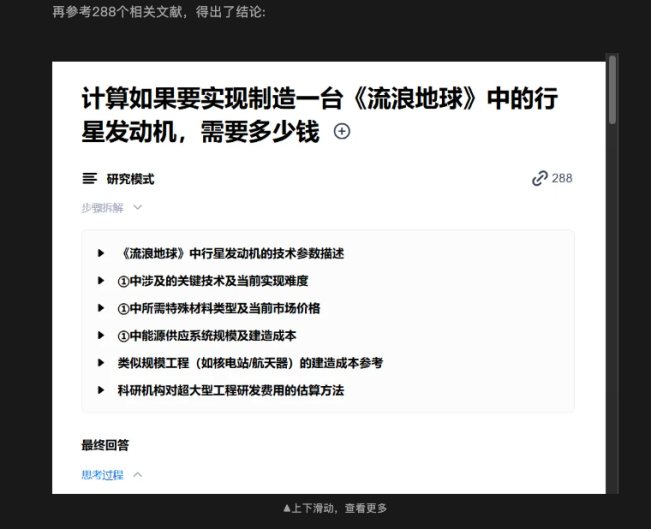 再参考288个相关文献，得出了结论:
计算如果要实现制造一台《流浪地球》中的行
星发动机，需要多少钱
研究模式
288
步骤拆解
《流浪地球》中行星发动机的技术参数描述
①中涉及的关键技术及当前实现难度
①中所需特殊材料类型及当前市场价格
①中能源供应系统规模及建造成本
类似规模工程（如核电站/航天器）的建造成本参考
科研机构对超大型工程研发费用的估算方法
最终回答
思考过程
▲上下滑动，查看更多